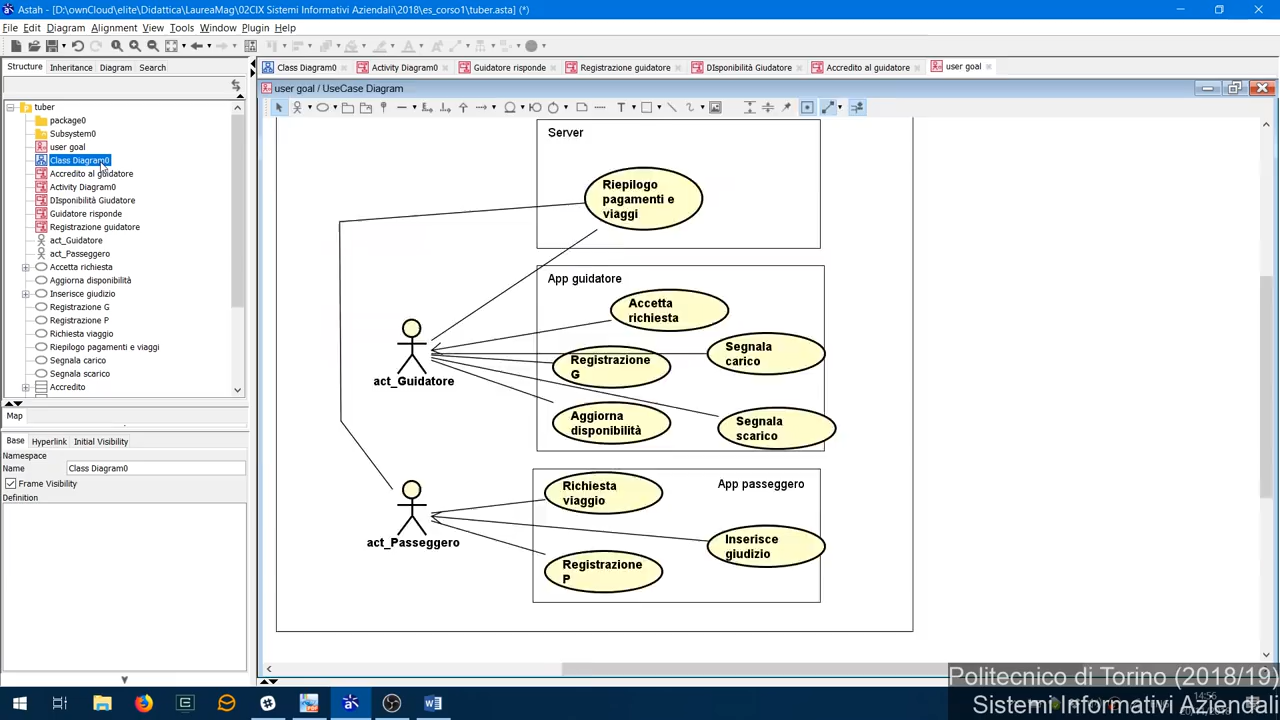 Astah - [D:\ownCloud\elite\Didattica\LaureaMag\02CIX Sistemi Informativi Aziendali\2018\es_corso1\tuber.asta] (*)
File Edit Diagram Alignment View Tools Window Plugin Help
Structure Inheritance Diagram Search
tuber
package0
Subsystem0
user goal
Class Diagram0
Accredito al guidatore
Activity Diagram0
DIsponibilità Giudatore
Guidatore risponde
Registrazione guidatore
act_Guidatore
act_Passeggero
Accetta richiesta
Aggiorna disponibilità
Inserisce giudizio
Registrazione G
Registrazione P
Richiesta viaggio
Riepilogo pagamenti e viaggi
Segnala carico
Segnala scarico
Accredito
Map
Base Hyperlink Initial Visibility
Namespace
Name Class Diagram0
Frame Visibility
Definition
Class Diagram0 Activity Diagram0 Guidatore risponde Registrazione guidatore DIsponibilità Giudatore Accredito al guidatore user goal
user goal / UseCase Diagram
Server
Riepilogo
pagamenti e
viaggi
App guidatore
Accetta
richiesta
Segnala
carico
Registrazione
G
Aggiorna
disponibilità
Segnala
scarico
act_Guidatore
App passeggero
Richiesta
viaggio
Inserisce
giudizio
Registrazione
P
act_Passeggero
Politecnico di Torino (2018/19)
Sistemi Informativi Aziendali